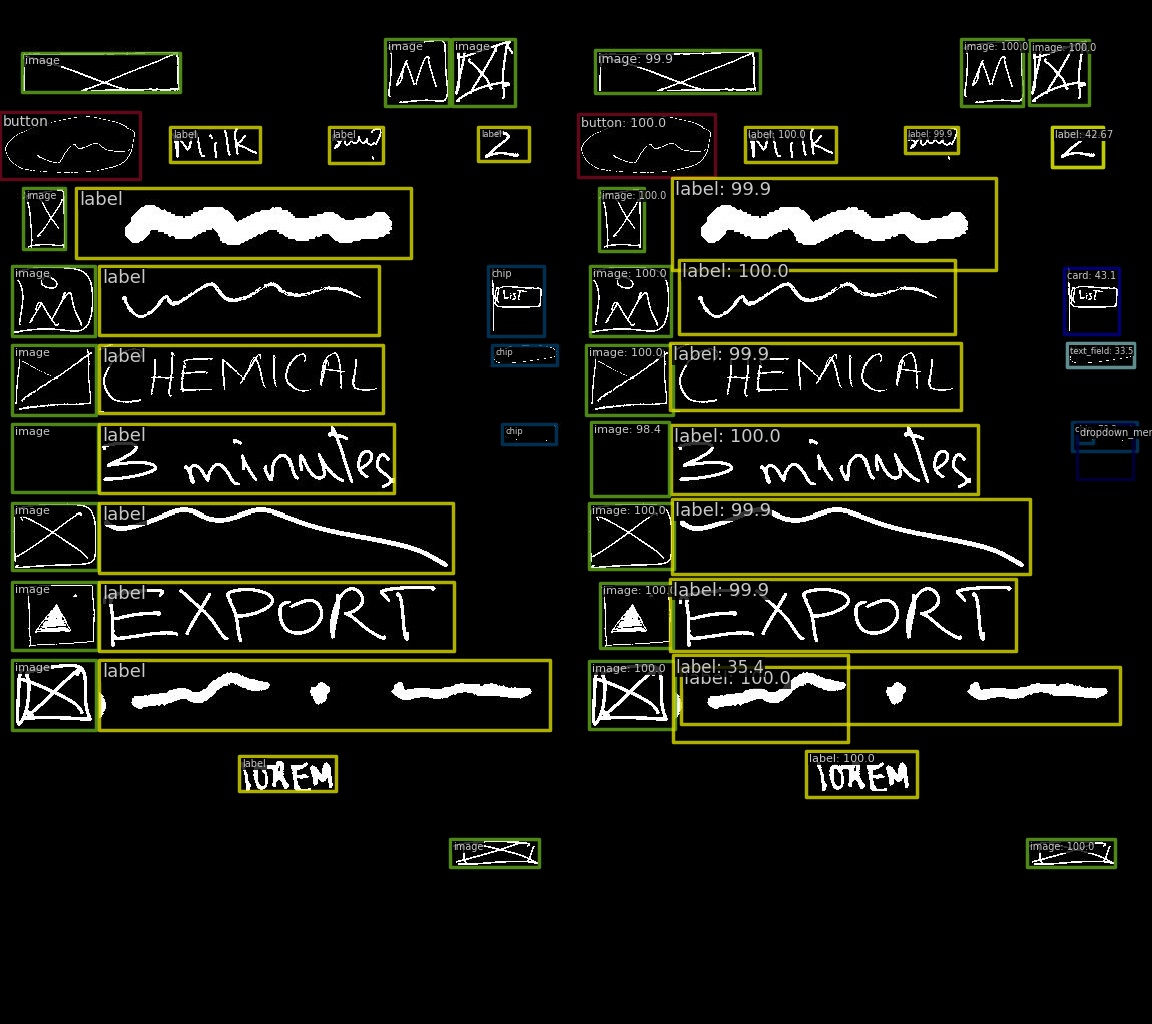 image image image image: 99.9 image: 100.0 image: 100.0
button label label label button: 100.0 label: 100.0 label: 99.9 label: 42.67
Milk 2 Milk 2
image label image: 100.0 label: 99.9
image label chip image: 100.0 label: 100.0 card: 43.1
LIST LIST
image label chip image: 100.0 label: 99.9 text_field: 33.5
CHEMICAL CHEMICAL
image label chip image: 98.4 label: 100.0 dropdown_men
3 minutes 3 minutes
image label image: 100.0 label: 99.9
image label image: 100.0 label: 99.9
EXPORT EXPORT
image label image: 100.0 label: 35.4
label: 100.0
label label: 100.0
lOREM lOREM
image image: 100.0